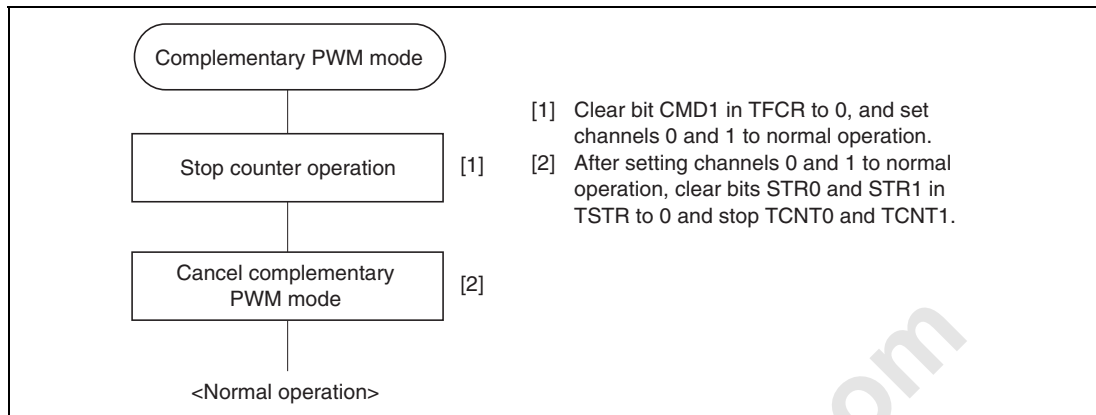 Complementary PWM mode
[1] Clear bit CMD1 in TFCR to 0, and set
channels 0 and 1 to normal operation.
[2] After setting channels 0 and 1 to normal
operation, clear bits STR0 and STR1 in
TSTR to 0 and stop TCNT0 and TCNT1.
Stop counter operation [1]
Cancel complementary
PWM mode
[2]
<Normal operation>
om